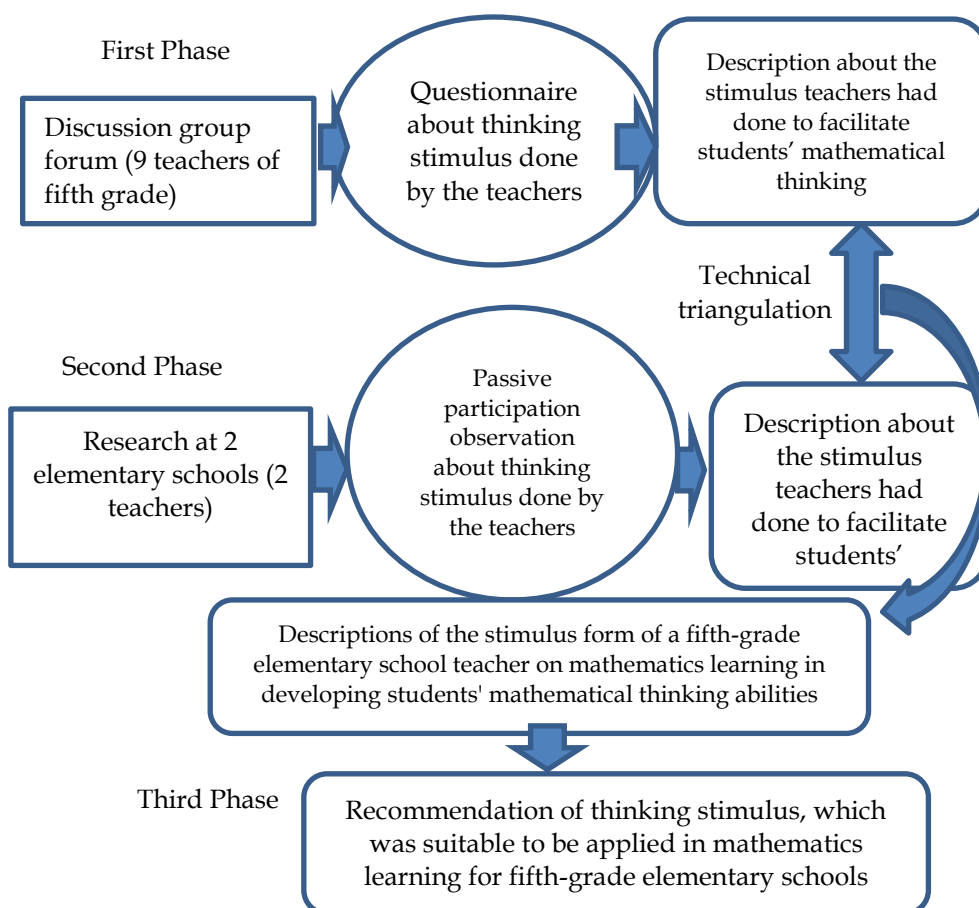 First Phase
Discussion group
forum (9 teachers of
fifth grade)
Questionnaire
about thinking
stimulus done
by the teachers
Description about the
stimulus teachers had
done to facilitate
students' mathematical
thinking
Technical
triangulation
Second Phase
Research at 2
elementary schools (2
teachers)
Passive
participation
observation
about thinking
stimulus done by
the teachers
Description about
the stimulus
teachers had
done to facilitate
students'
Descriptions of the stimulus form of a fifth-grade
elementary school teacher on mathematics learning in
developing students' mathematical thinking abilities
Third Phase
Recommendation of thinking stimulus, which
was suitable to be applied in mathematics
learning for fifth-grade elementary schools